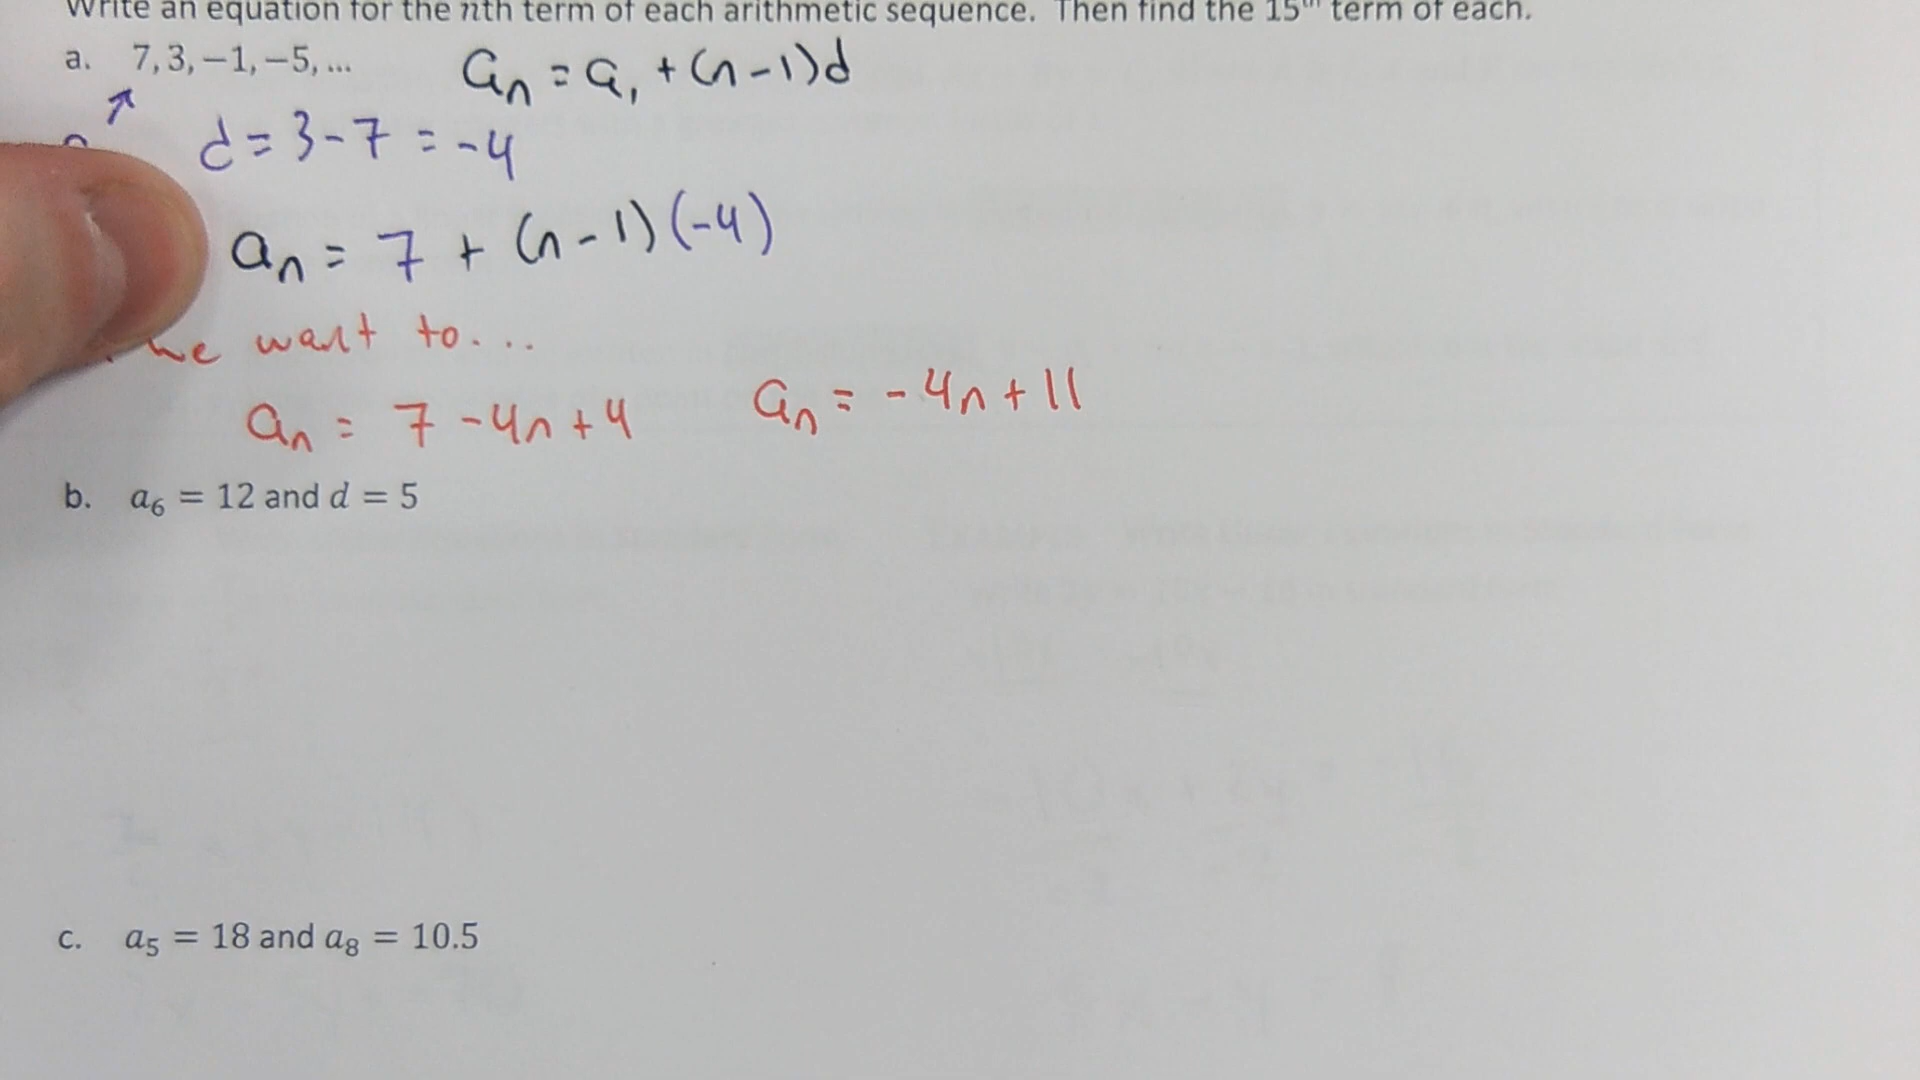 Write an equation for the nth term of each arithmetic sequence. Then find the 15th term of each.
a. 7, 3, −1, −5, ... aₙ = a₁ + (n-1)d
d = 3-7 = -4
aₙ = 7 + (n-1)(-4)
we want to...
aₙ = 7 -4n+4 aₙ = -4n+11
b. a₆ = 12 and d = 5
c. a₅ = 18 and a₈ = 10.5